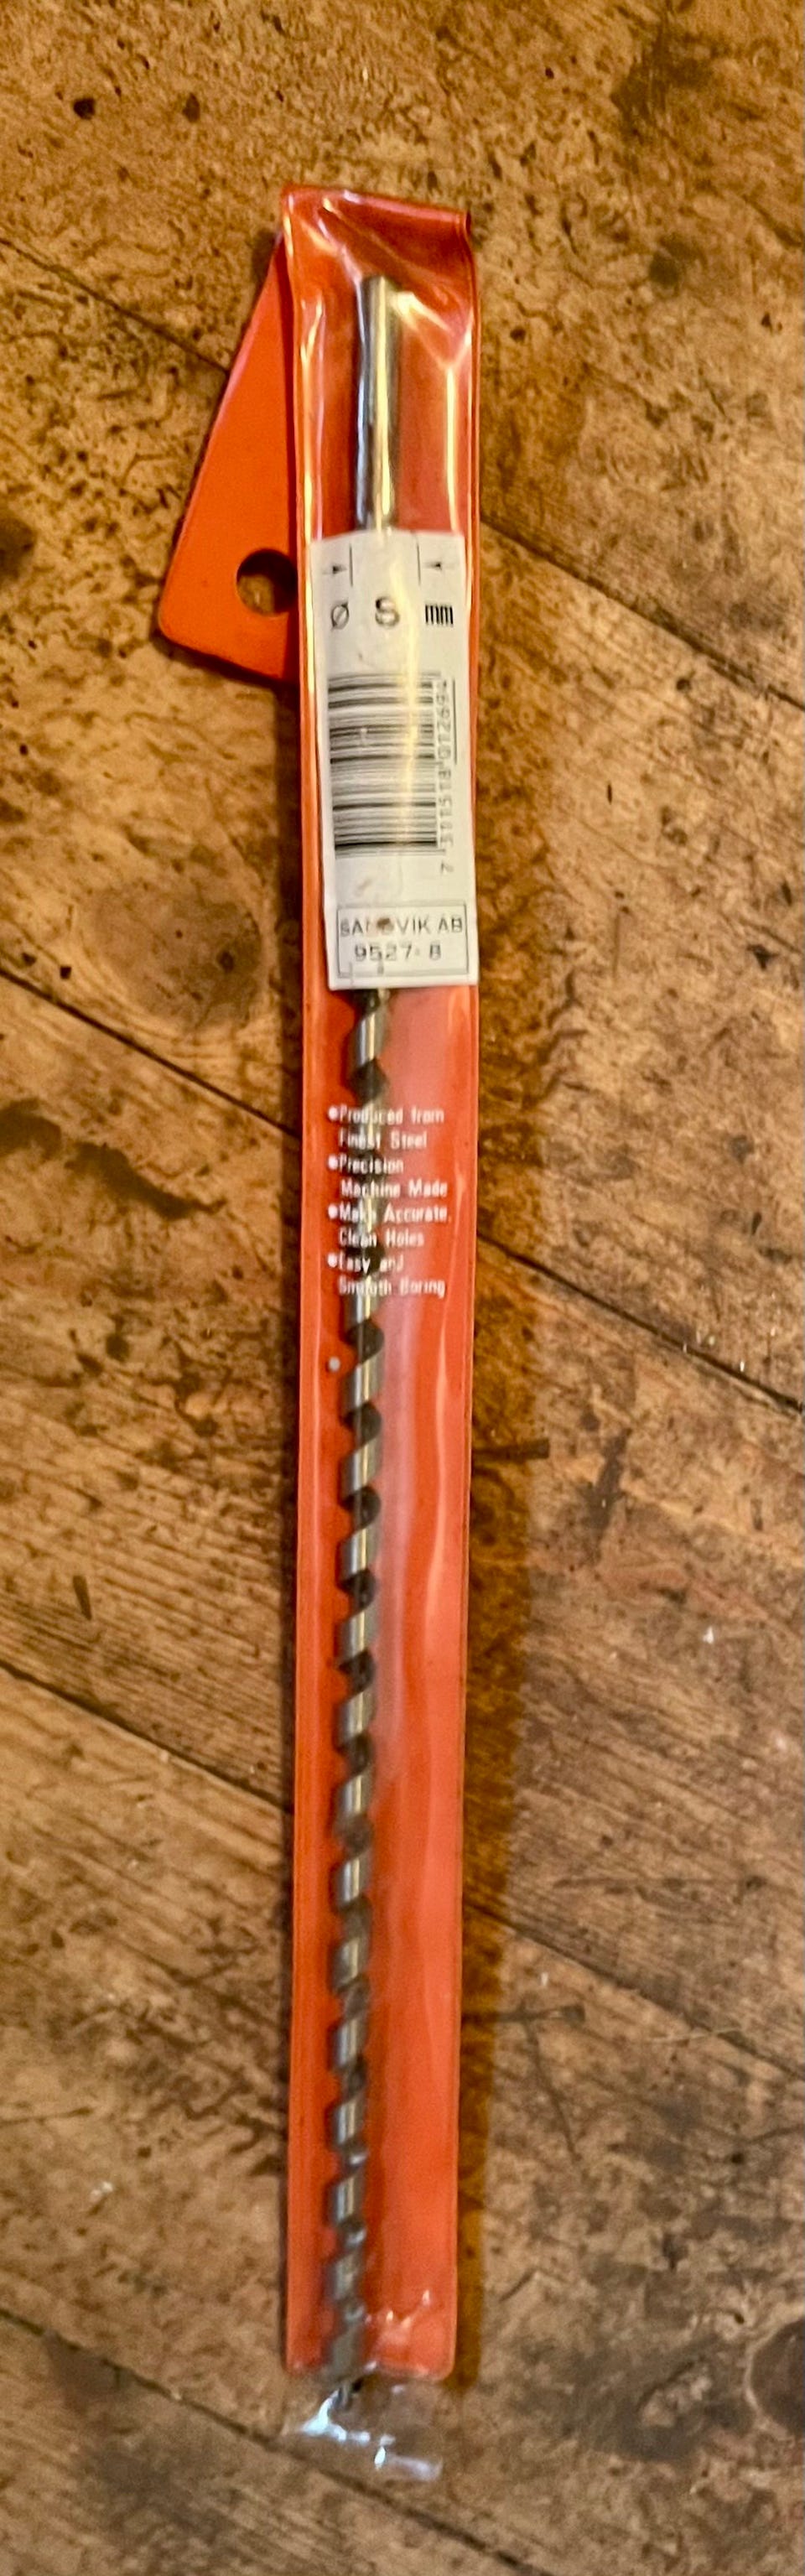 Ø 8 mm
7 311518 012694
SANDVIK AB
9527-8
●Produced from
Finest Steel
●Precision
Machine Made
●Make Accurate,
Clean Holes
●Easy and
Smooth Boring